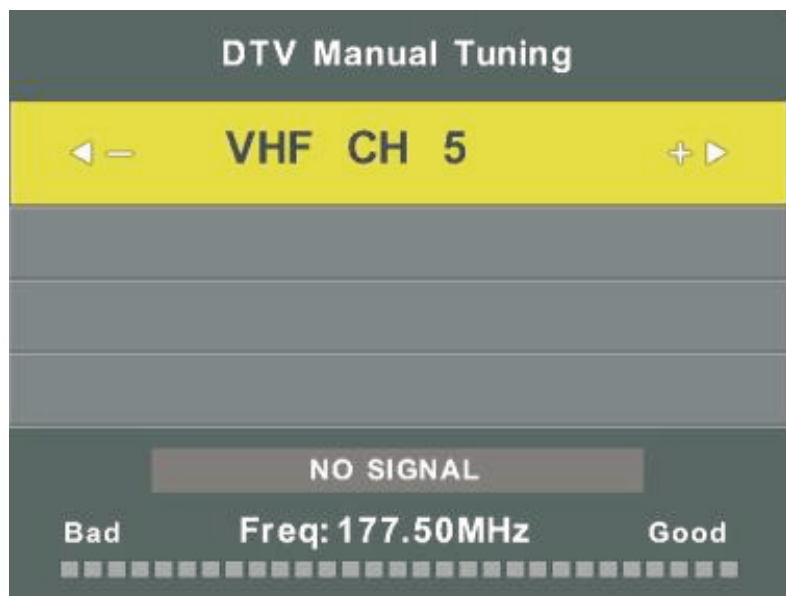 DTV Manual Tuning
− VHF CH 5 +
NO SIGNAL
Bad Freq: 177.50MHz Good